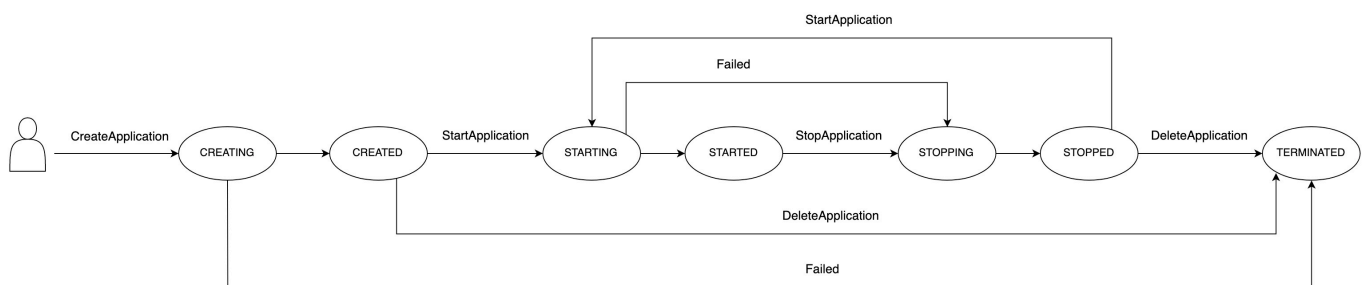 StartApplication
Failed
CreateApplication
StartApplication
StopApplication
DeleteApplication
CREATING
CREATED
STARTING
STARTED
STOPPING
STOPPED
TERMINATED
DeleteApplication
Failed